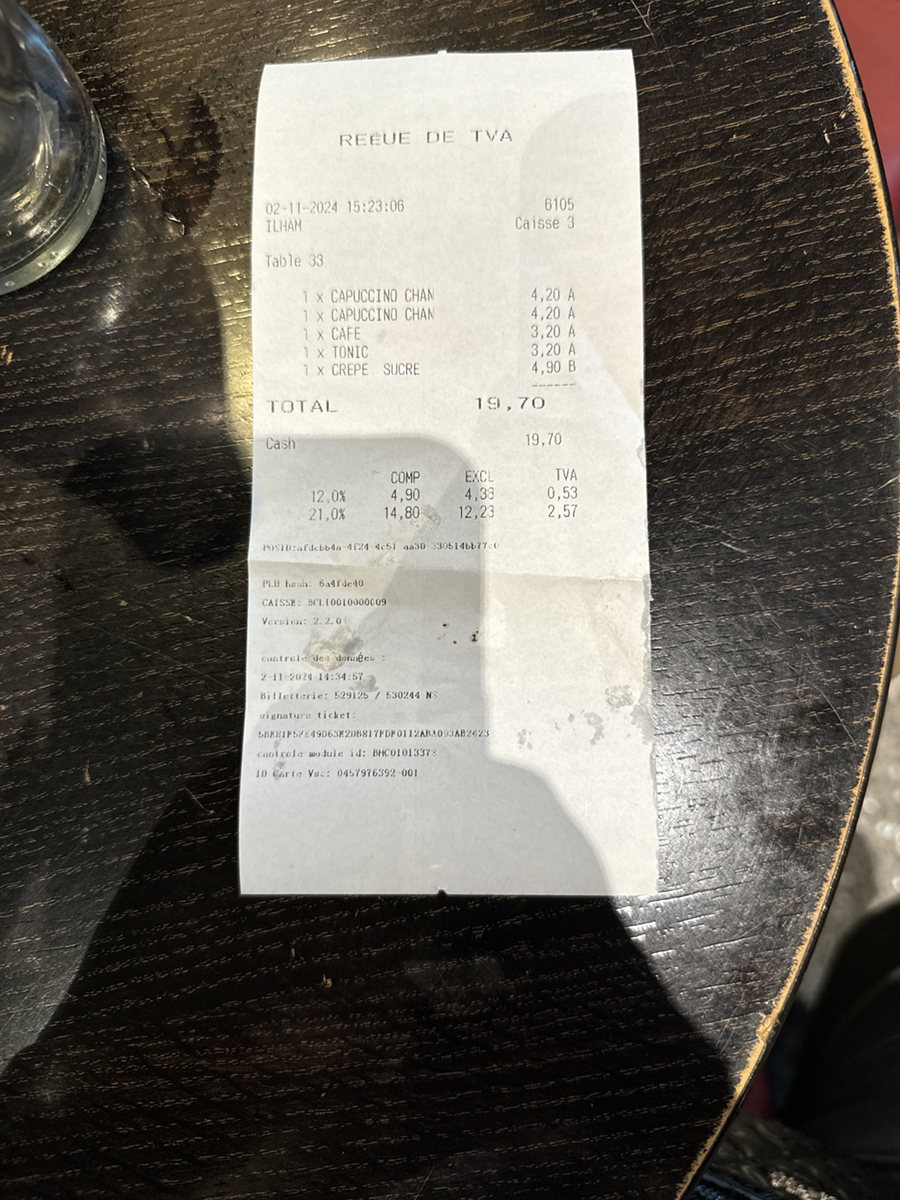 REEUE DE TVA
02-11-2024 15:23:06 6105
ILHAM Caisse 3
Table 33
1 x CAPUCCINO CHAN 4,20 A
1 x CAPUCCINO CHAN 4,20 A
1 x CAFE 3,20 A
1 x TONIC 3,20 A
1 x CREPE SUCRE 4,90 B
------
TOTAL 19,70
Cash 19,70
COMP EXCL TVA
12,0% 4,90 4,33 0,53
21,0% 14,80 12,23 2,57
PLU hash: 6a4fde40
CAISSE: BCL10010000009
Version: 2.2.0
controle des données :
2-11-2024 14:34:57
Billetterie: 529125 / 530244 NS
signature ticket:
controle module id:
ID Carte Vsc: 0457976392-001